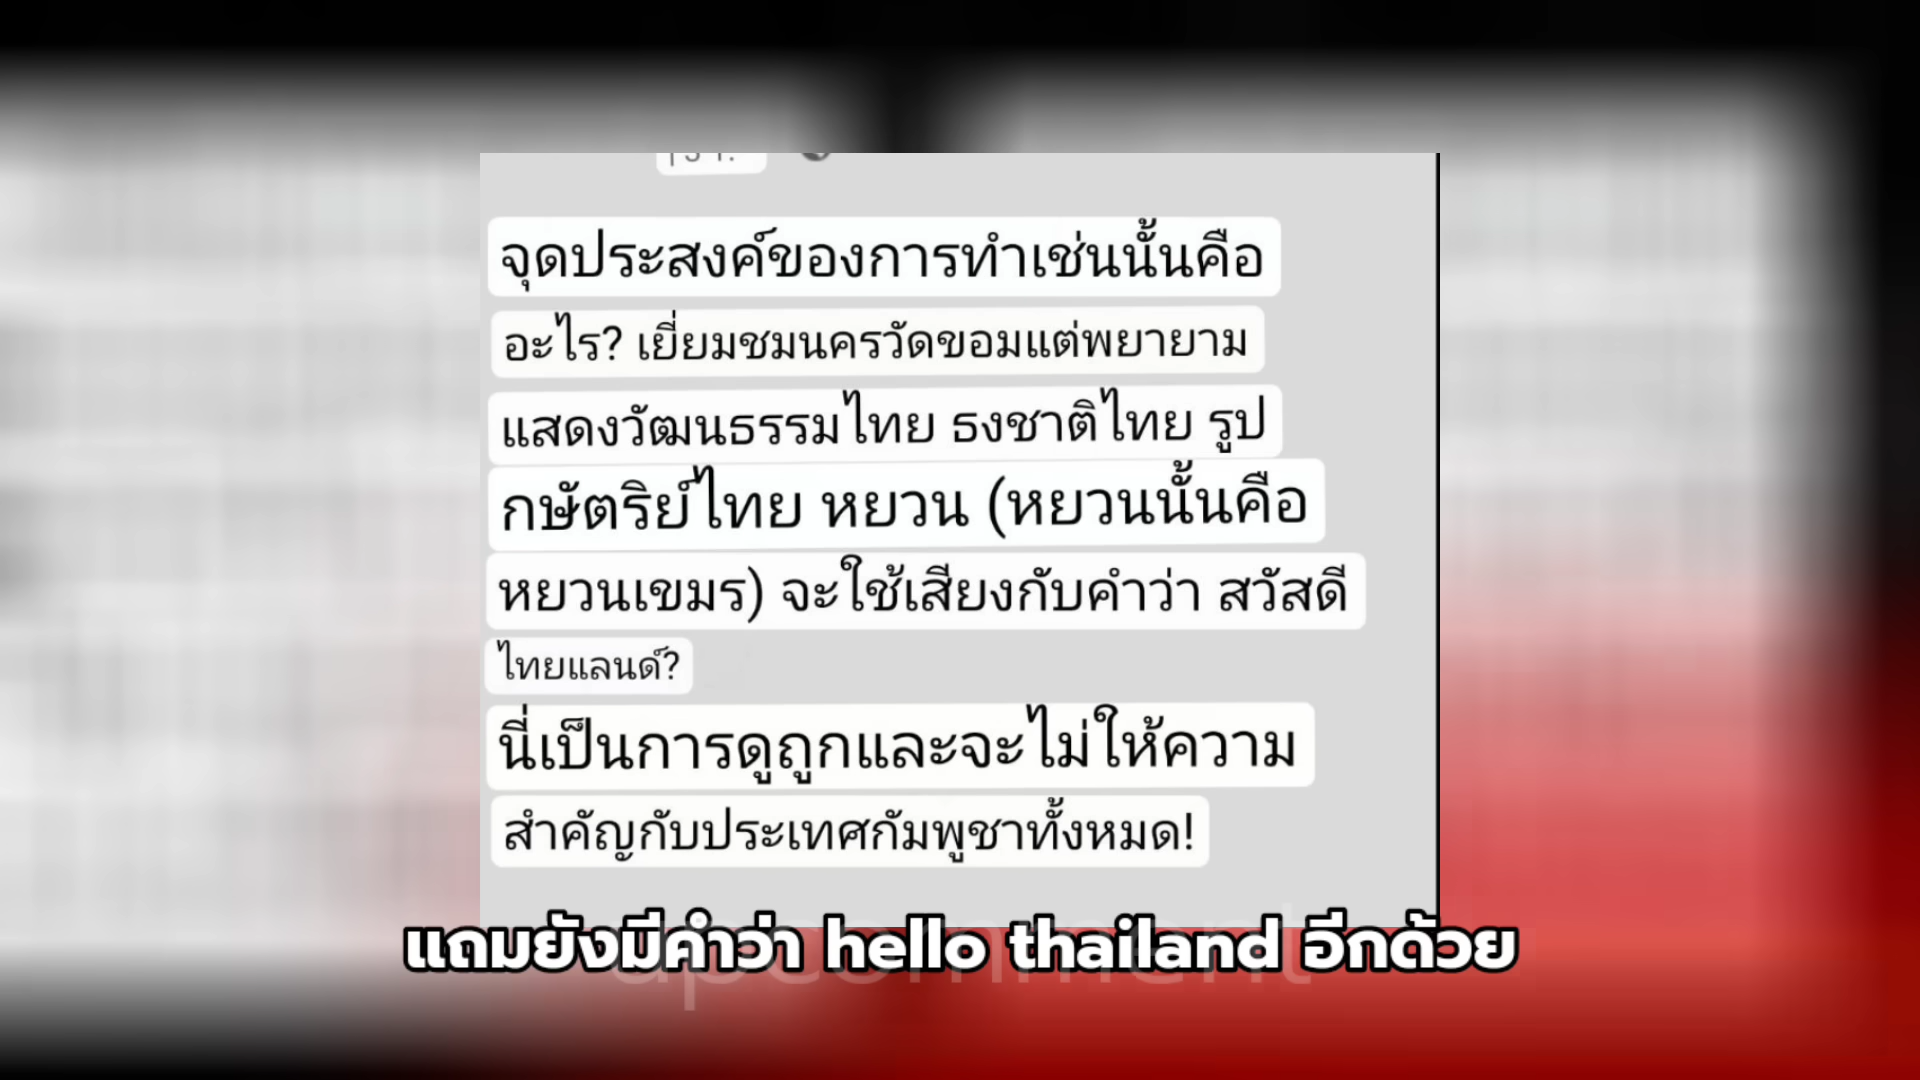 จุดประสงค์ของการทำเช่นนั้นคือ
อะไร? เยี่ยมชมนครวัดขอมแต่พยายาม
แสดงวัฒนธรรมไทย ธงชาติไทย รูป
กษัตริย์ไทย หยวน (หยวนนั้นคือ
หยวนเขมร) จะใช้เสียงกับคำว่า สวัสดี
ไทยแลนด์?
นี่เป็นการดูถูกและจะไม่ให้ความ
สำคัญกับประเทศกัมพูชาทั้งหมด!
แถมยังมีคำว่า hello thailand อีกด้วย
upcomment